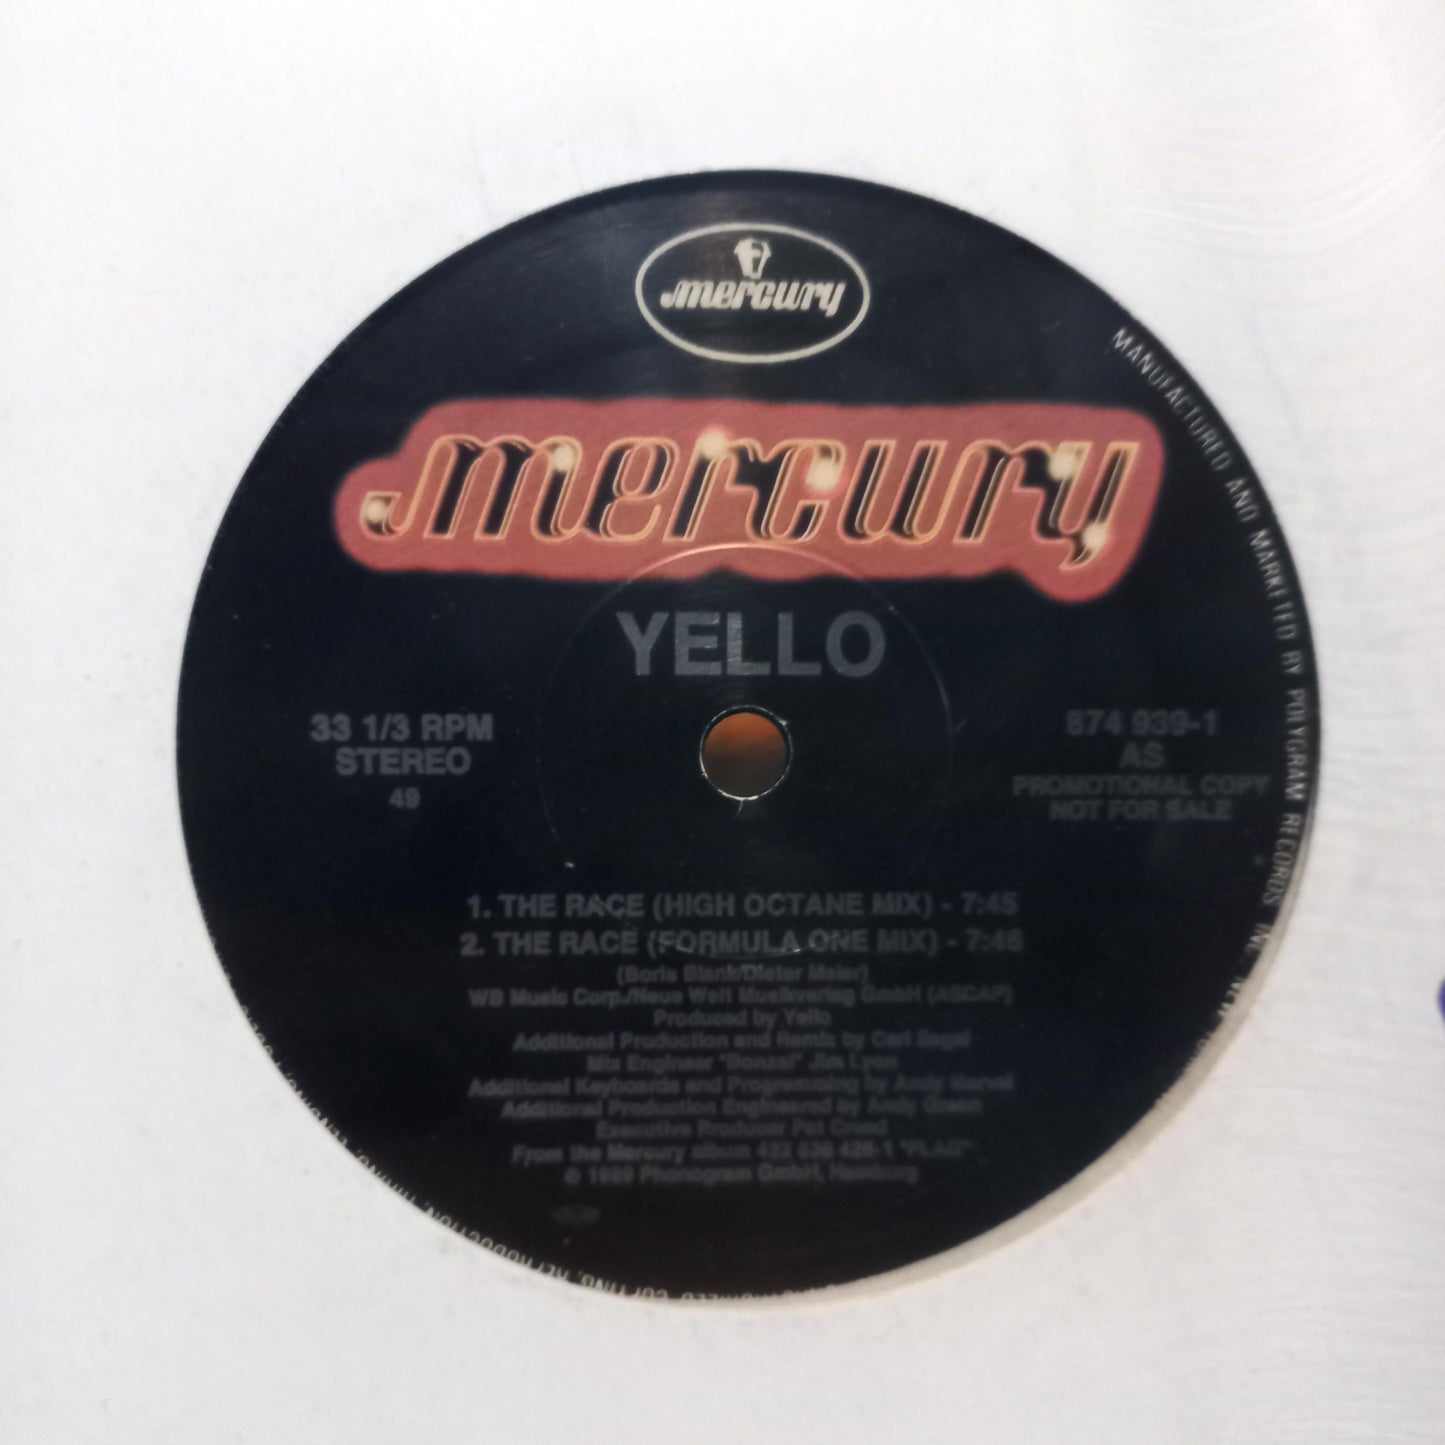 mercury
mercury
YELLO
33 1/3 RPM
STEREO
49
874 939-1
AS
PROMOTIONAL COPY
NOT FOR SALE
1. THE RACE (HIGH OCTANE MIX) - 7:45
2. THE RACE (FORMULA ONE MIX) - 7:46
(Boris Blank/Dieter Meier)
WB Music Corp./Neue Welt Musikverlag GmbH (ASCAP)
Produced by Yello
Additional Production and Remix by Carl Segal
Mix Engineer "Bonzai" Jim Lyon
Additional Keyboards and Programming by Andy Marvel
Additional Production Engineered by Andy Green
Executive Producer Pat Creed
From the Mercury album 422 836 426-1 "FLAG"
© 1989 Phonogram GmbH, Hamburg
MANUFACTURED AND MARKETED BY POLYGRAM RECORDS